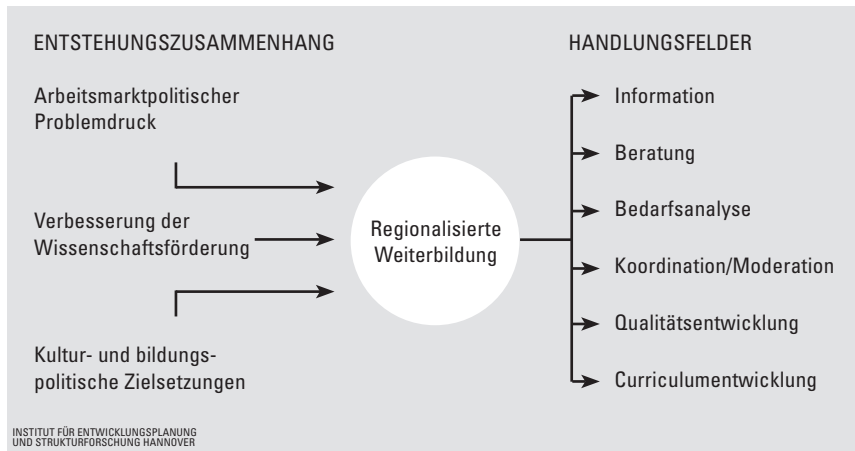 ENTSTEHUNGSZUSAMMENHANG
Arbeitsmarktpolitischer
Problemdruck
Verbesserung der
Wissenschaftsförderung
Kultur- und bildungs-
politische Zielsetzungen
Regionalisierte
Weiterbildung
HANDLUNGSFELDER
Information
Beratung
Bedarfsanalyse
Koordination/Moderation
Qualitätsentwicklung
Curriculumentwicklung
INSTITUT FÜR ENTWICKLUNGSPLANUNG
UND STRUKTURFORSCHUNG HANNOVER